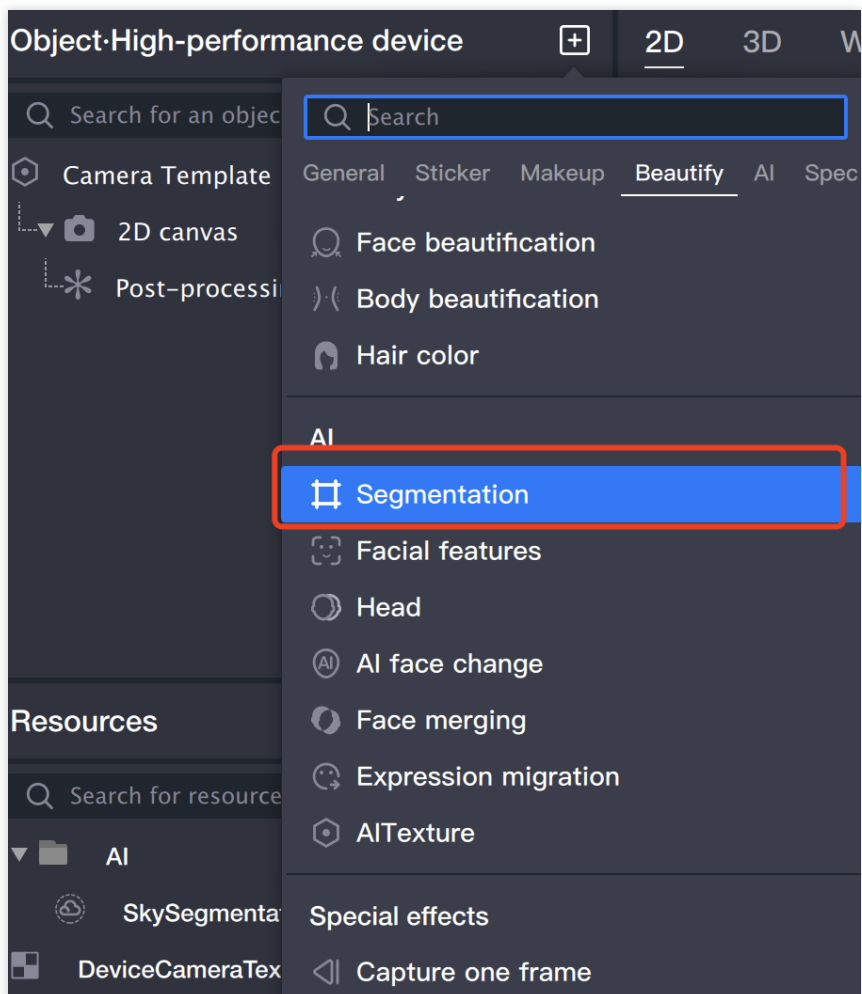 Object·High-performance device
2D 3D
Search for an objec
Search
Camera Template
General Sticker Makeup Beautify AI Spec
2D canvas
Face beautification
Post-processin
Body beautification
Hair color
AI
Segmentation
Facial features
Head
AI face change
Resources
Face merging
Search for resource
Expression migration
AI
AITexture
SkySegmenta
Special effects
DeviceCameraTex
Capture one frame